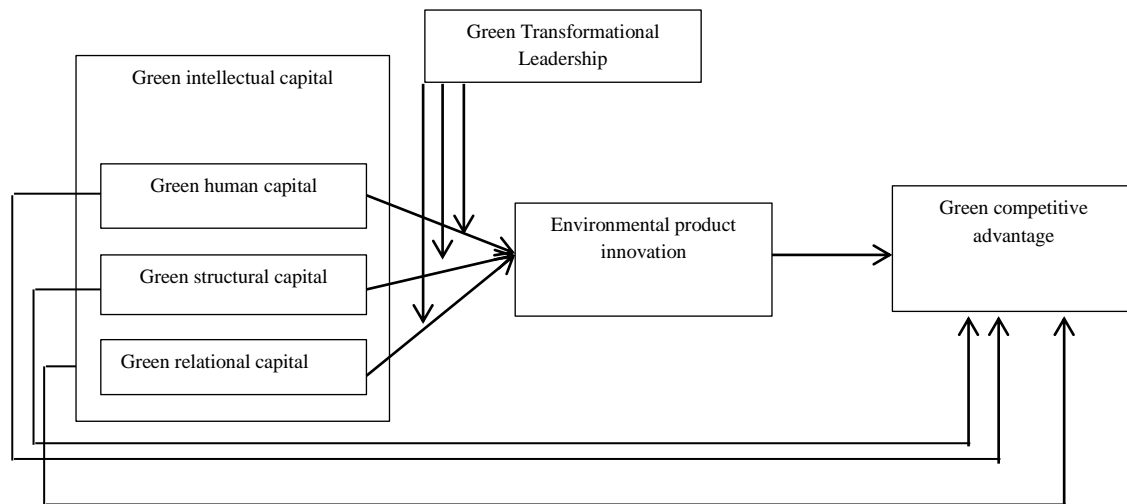 Green Transformational
Leadership
Green intellectual capital
Green human capital
Green structural capital
Green relational capital
Environmental product
innovation
Green competitive
advantage